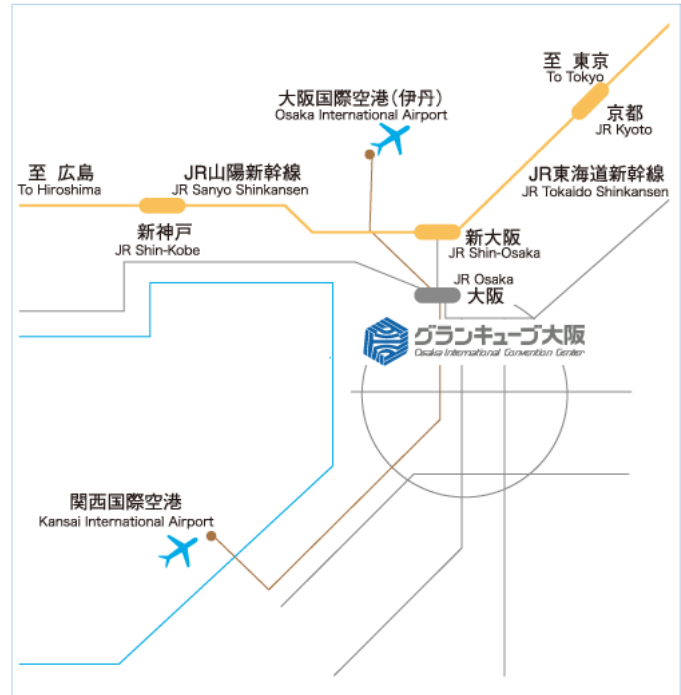 至 東京
To Tokyo
大阪国際空港(伊丹)
Osaka International Airport
京都
JR Kyoto
至 広島
To Hiroshima
JR山陽新幹線
JR Sanyo Shinkansen
JR東海道新幹線
JR Tokaido Shinkansen
新神戸
JR Shin-Kobe
新大阪
JR Shin-Osaka
JR Osaka
大阪
グランキューブ大阪
Osaka International Convention Center
関西国際空港
Kansai International Airport